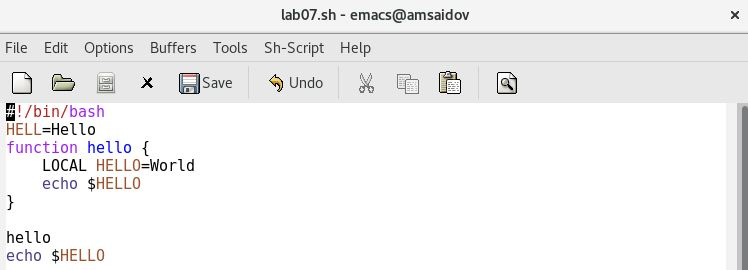 lab07.sh - emacs@amsaidov
File Edit Options Buffers Tools Sh-Script Help
Save Undo
#!/bin/bash
HELL=Hello
function hello {
    LOCAL HELLO=World
    echo $HELLO
}
hello
echo $HELLO